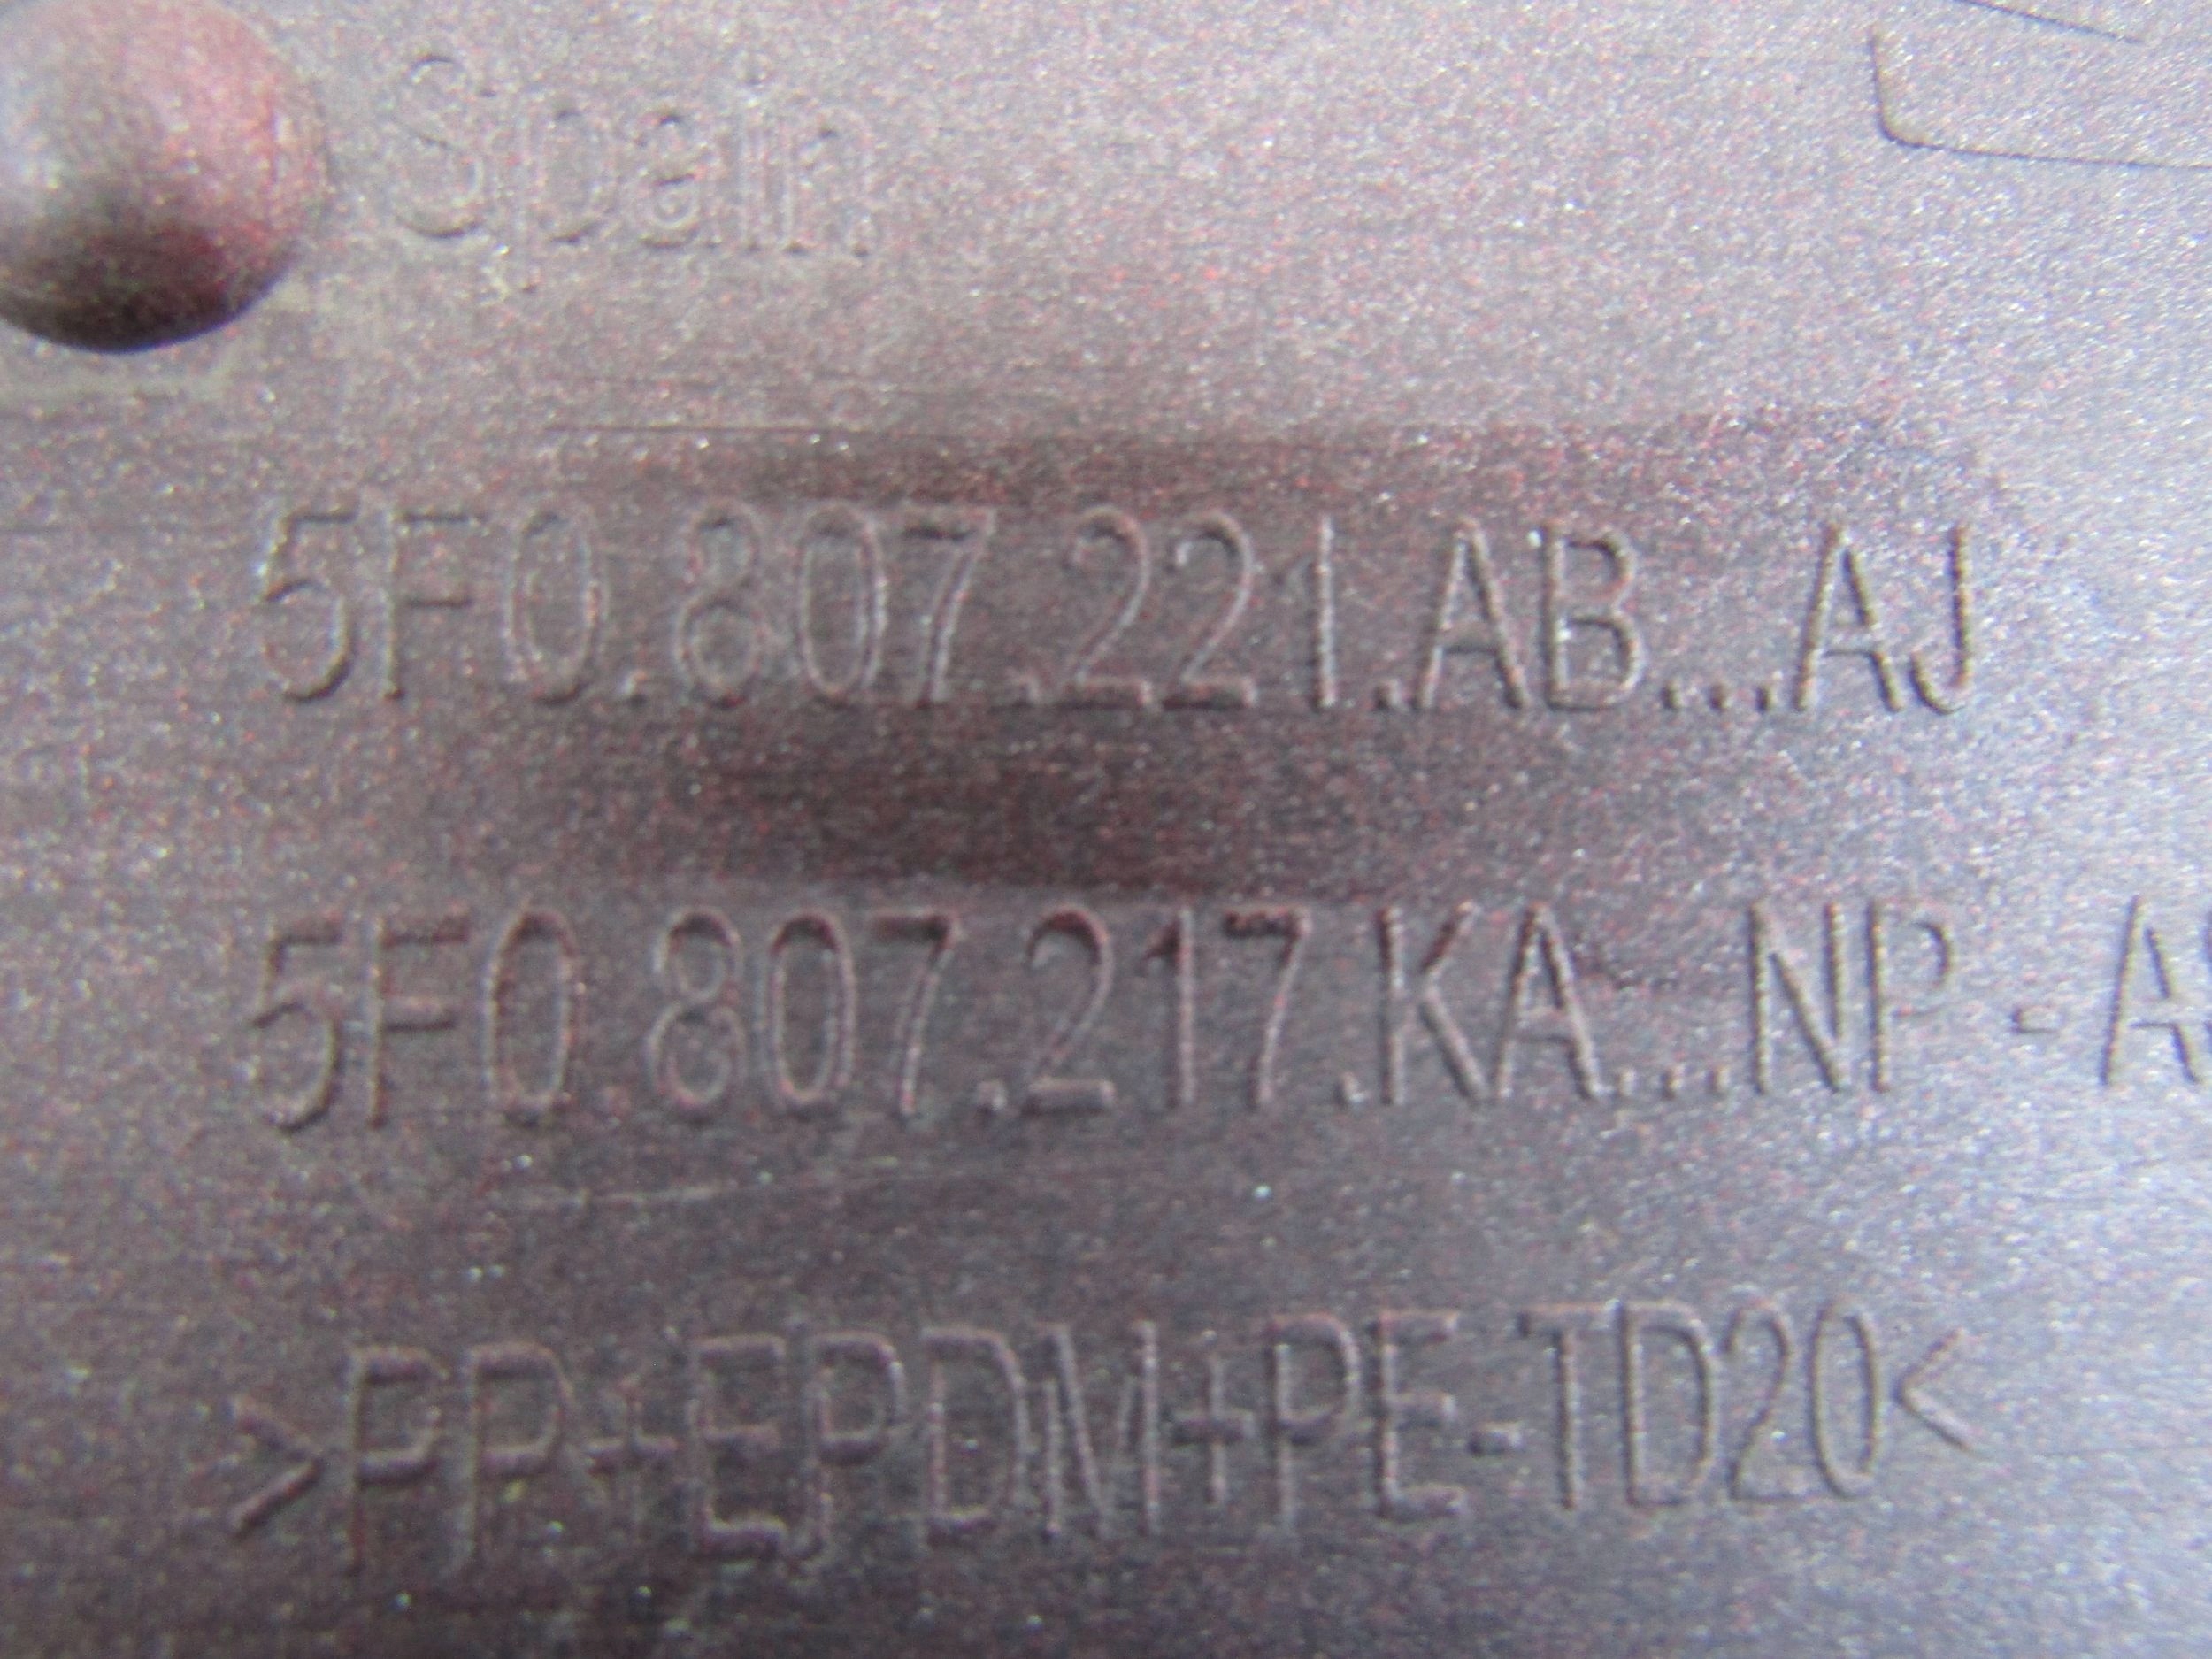 Spain
5F0.807.221.AB...AJ
5F0.807.217.KA...NP - A
>PP+EPDM+PE-TD20<